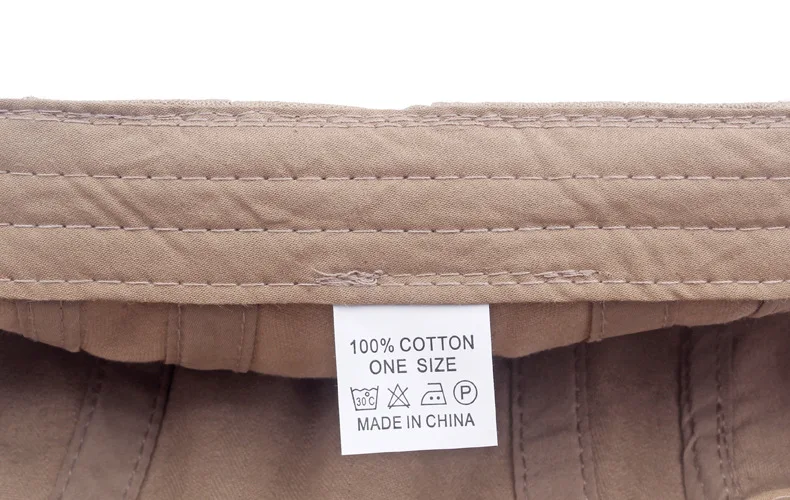 100% COTTON
ONE SIZE
30°C P
MADE IN CHINA